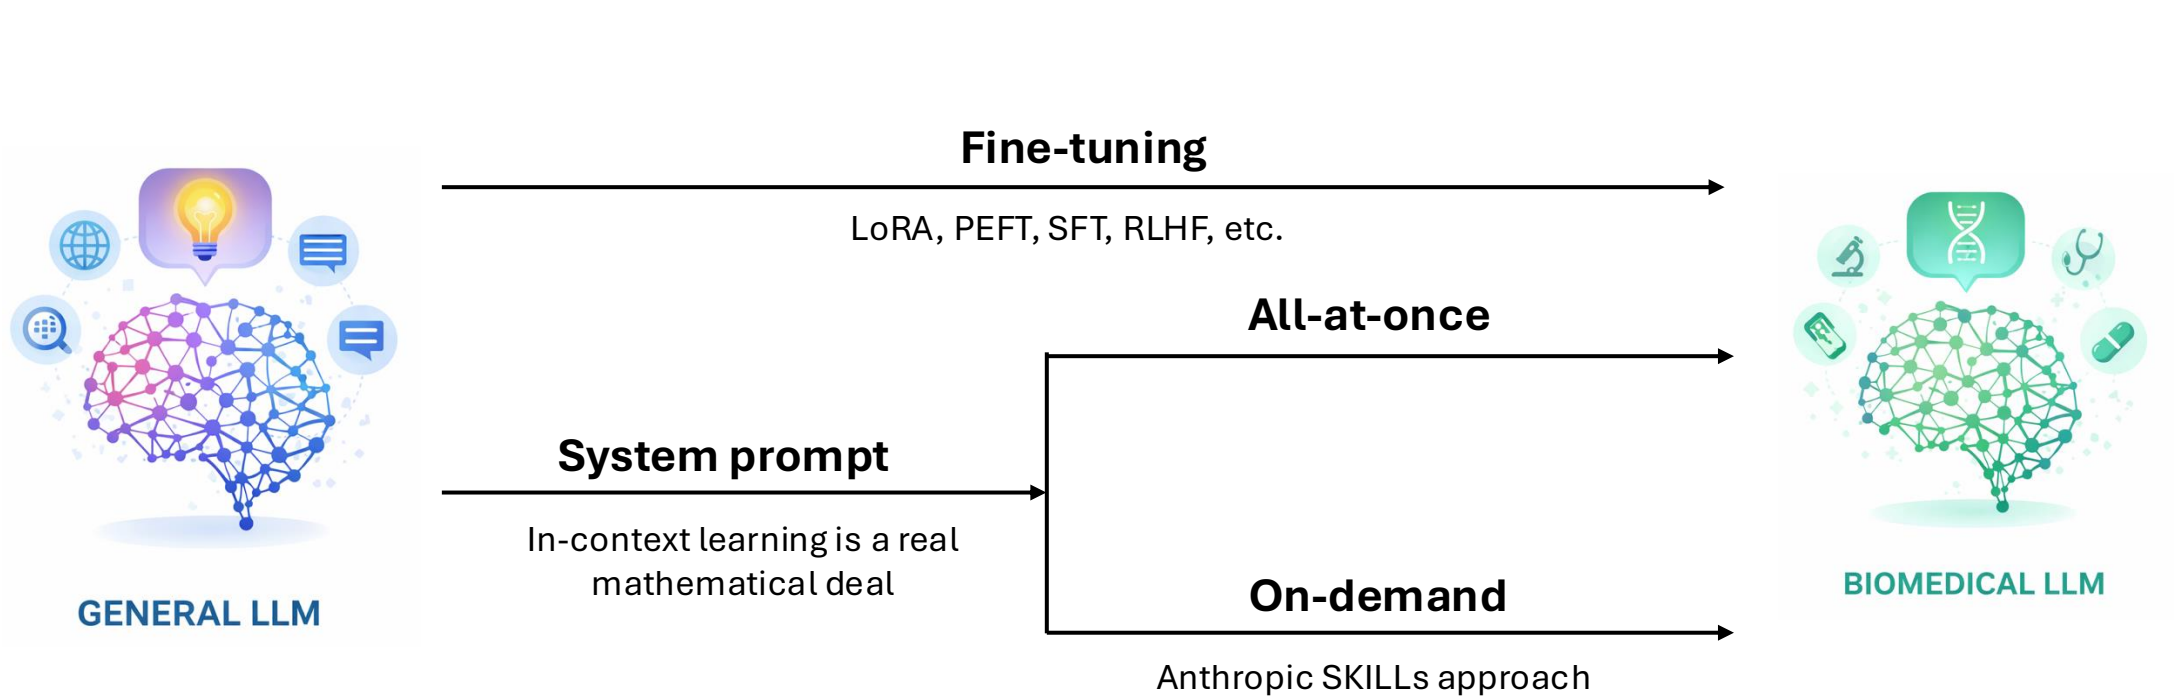 Fine-tuning
LoRA, PEFT, SFT, RLHF, etc.
All-at-once
System prompt
In-context learning is a real
mathematical deal
On-demand
Anthropic SKILLs approach
GENERAL LLM
BIOMEDICAL LLM